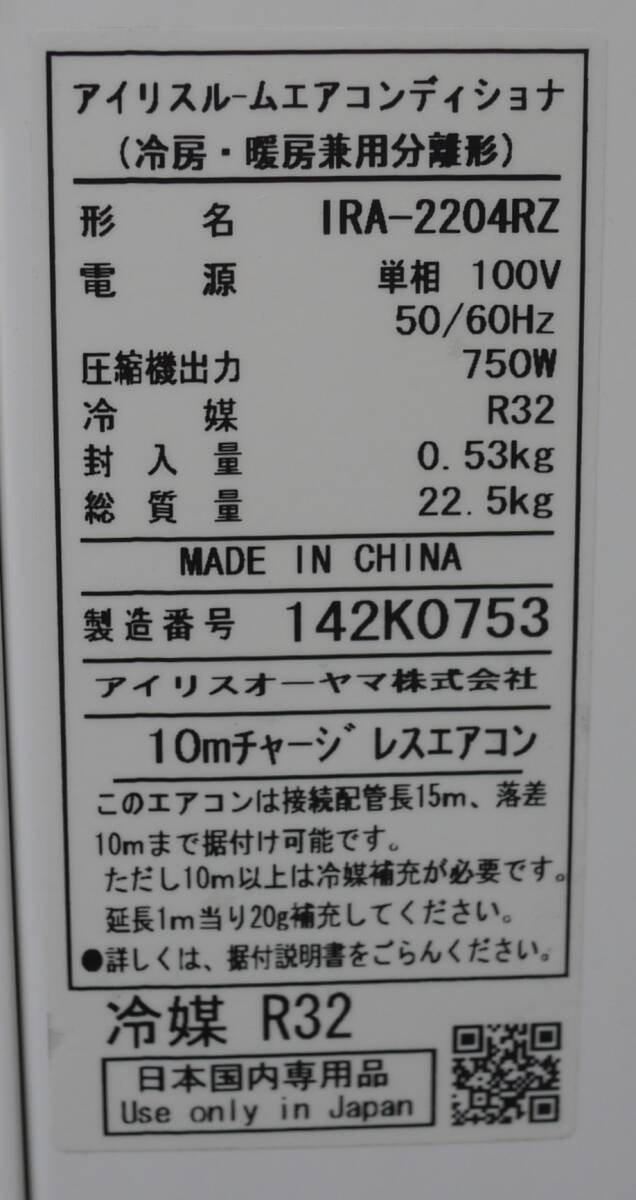 アイリスルームエアコンディショナ
（冷房・暖房兼用分離形）
形名 IRA-2204RZ
電源 単相 100V
50/60Hz
圧縮機出力 750W
冷媒 R32
封入量 0.53kg
総質量 22.5kg
MADE IN CHINA
製造番号 142K0753
アイリスオーヤマ株式会社
10mチャージレスエアコン
このエアコンは接続配管長15m、落差
10mまで据付け可能です。
ただし10m以上は冷媒補充が必要です。
延長1m当り20g補充してください。
●詳しくは、据付説明書をごらんください。
冷媒 R32
日本国内専用品
Use only in Japan